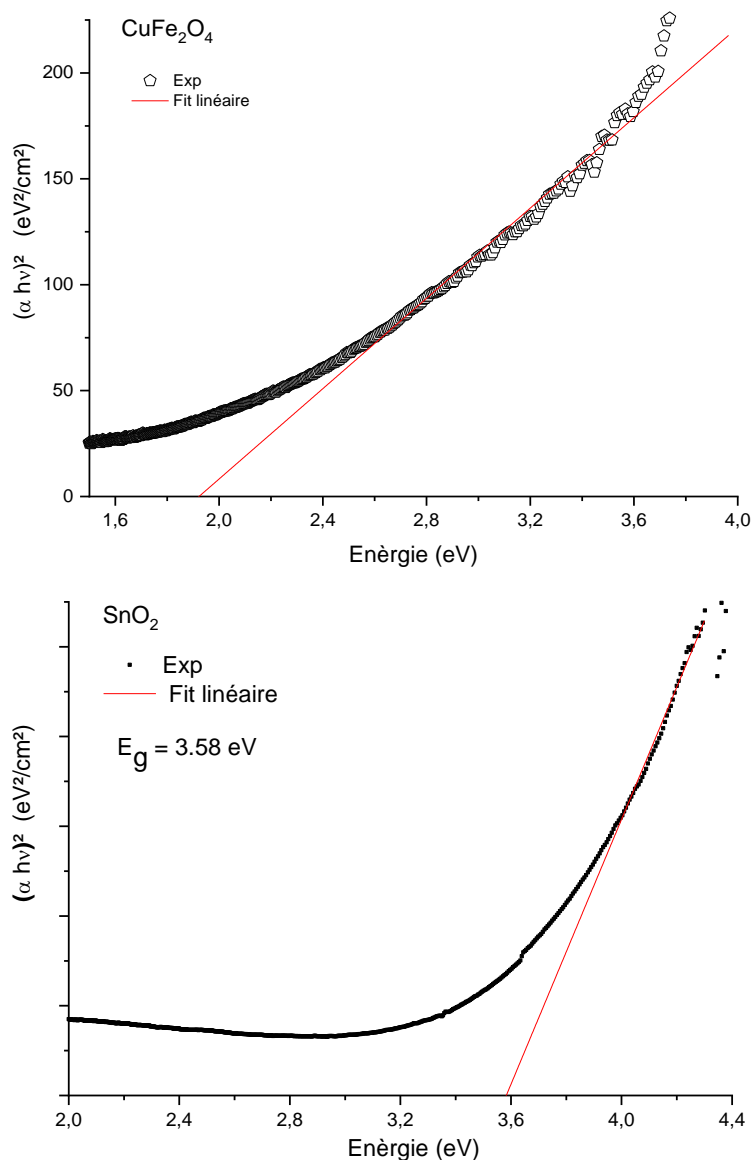 CuFe₂O₄
Exp
Fit linéaire
(α hν)² (eV²/cm²)
200
150
100
50
0
1,6 2,0 2,4 2,8 3,2 3,6 4,0
Enèrgie (eV)
SnO₂
Exp
Fit linéaire
Eg = 3.58 eV
(α hν)² (eV²/cm²)
2,0 2,4 2,8 3,2 3,6 4,0 4,4
Enèrgie (eV)